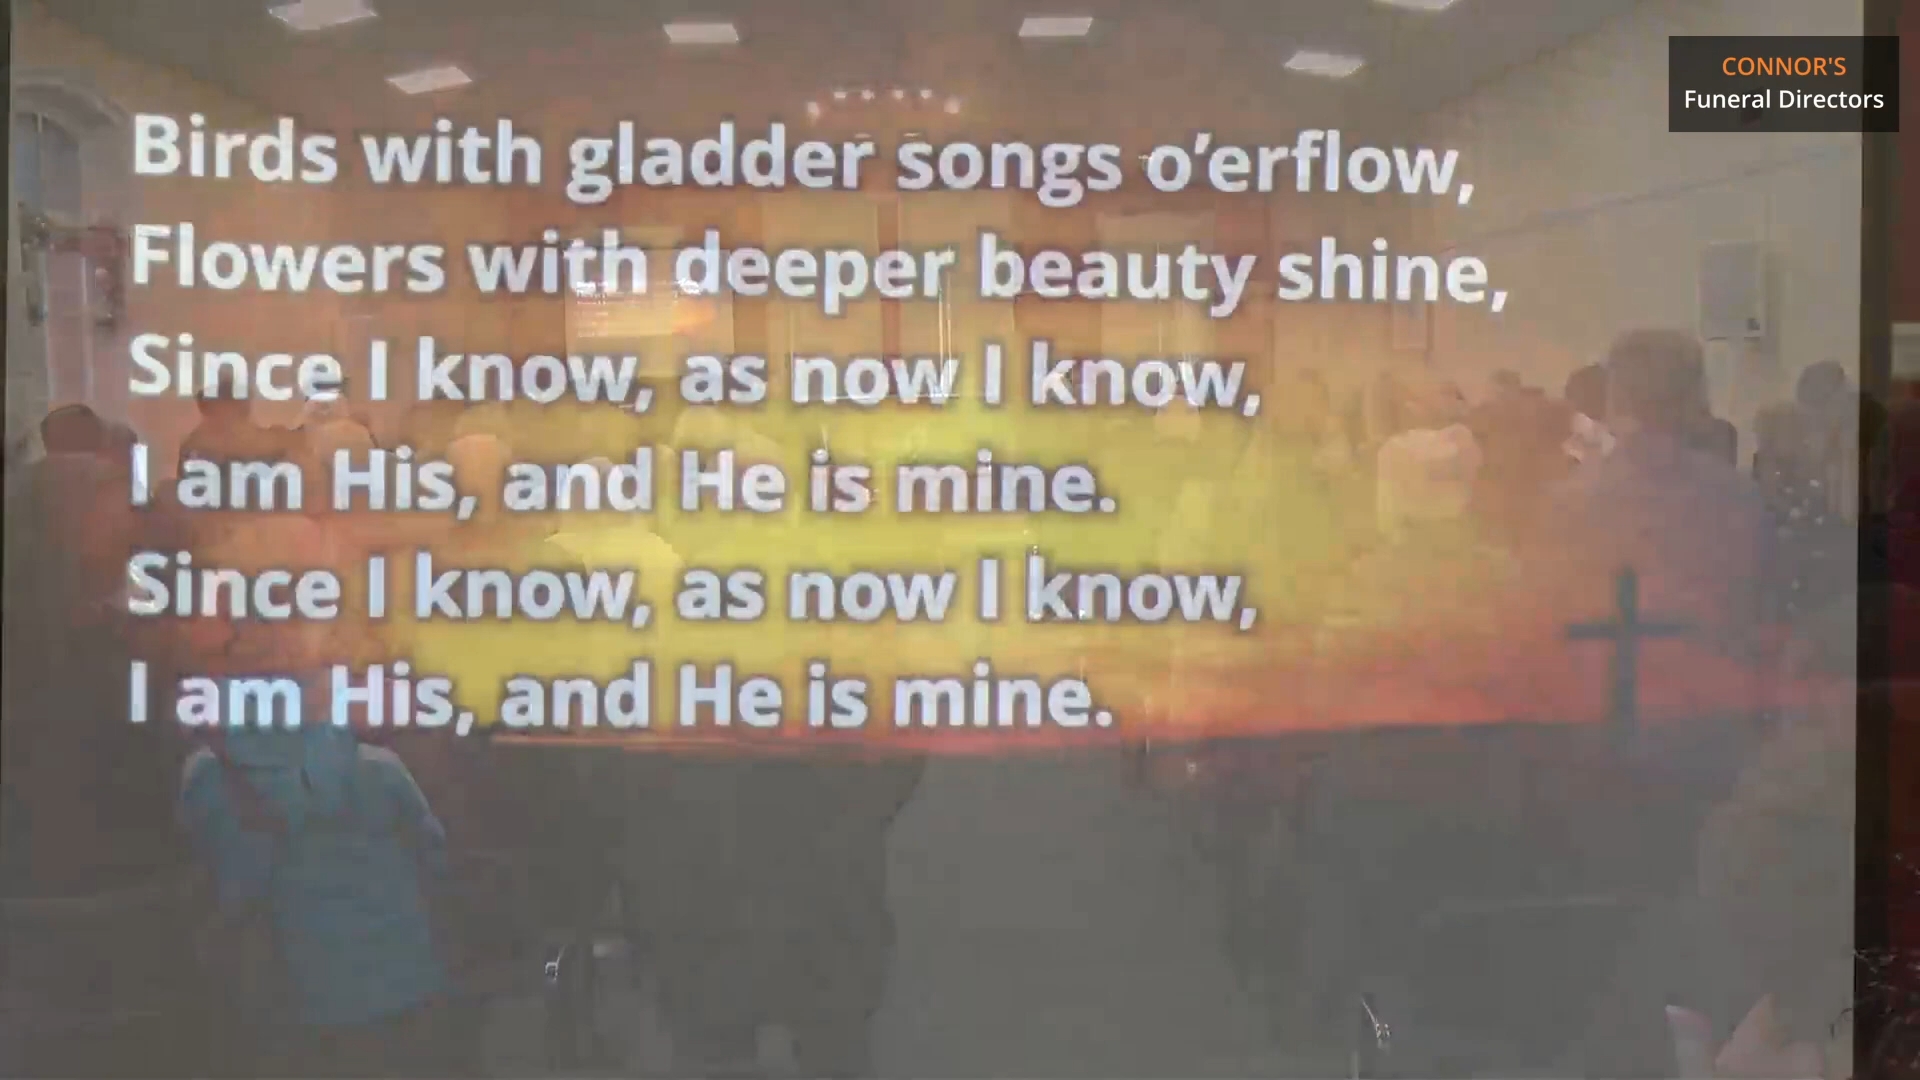 CONNOR'S
Funeral Directors
Birds with gladder songs o’erflow,
Flowers with deeper beauty shine,
Since I know, as now I know,
I am His, and He is mine.
Since I know, as now I know,
I am His, and He is mine.